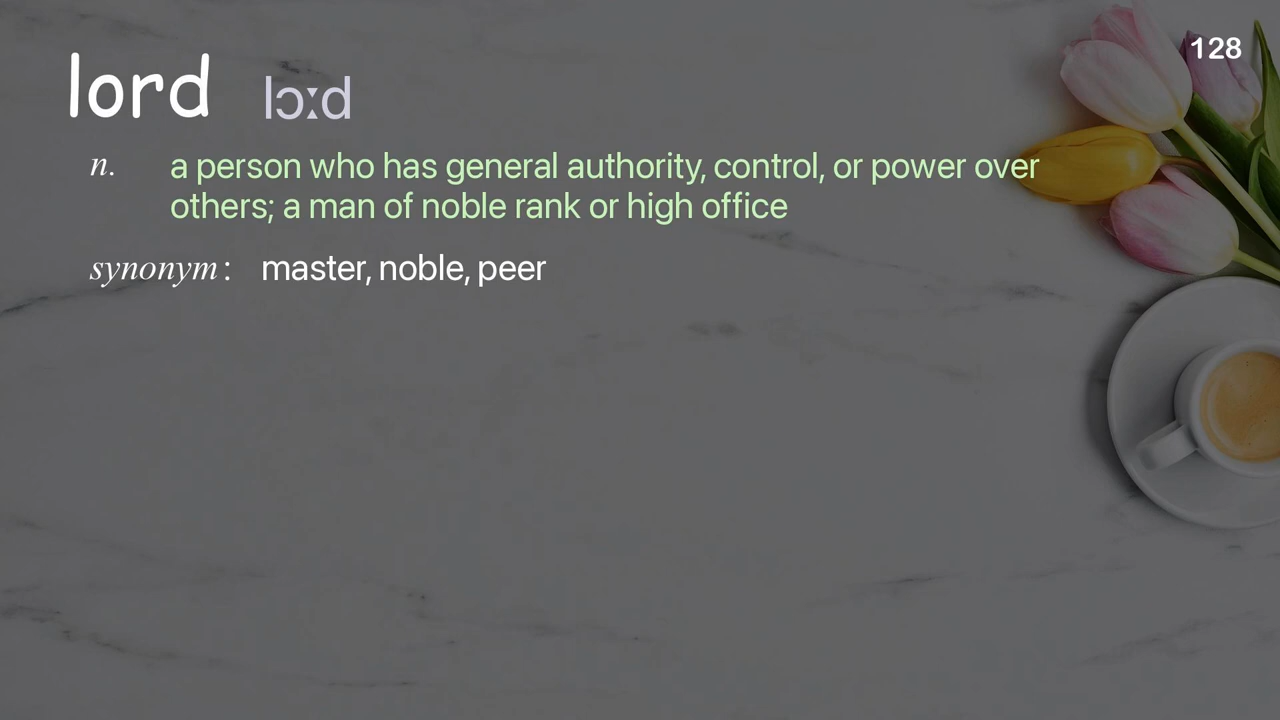 128
lord lɔːd
n. a person who has general authority, control, or power over
others; a man of noble rank or high office
synonym: master, noble, peer